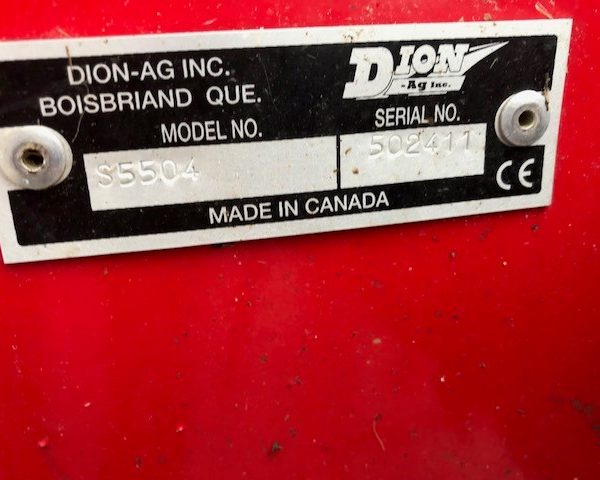 DION-AG INC.
BOISBRIAND QUE.
DION
-Ag Inc.
MODEL NO.
SERIAL NO.
S5504
502411
MADE IN CANADA
CE